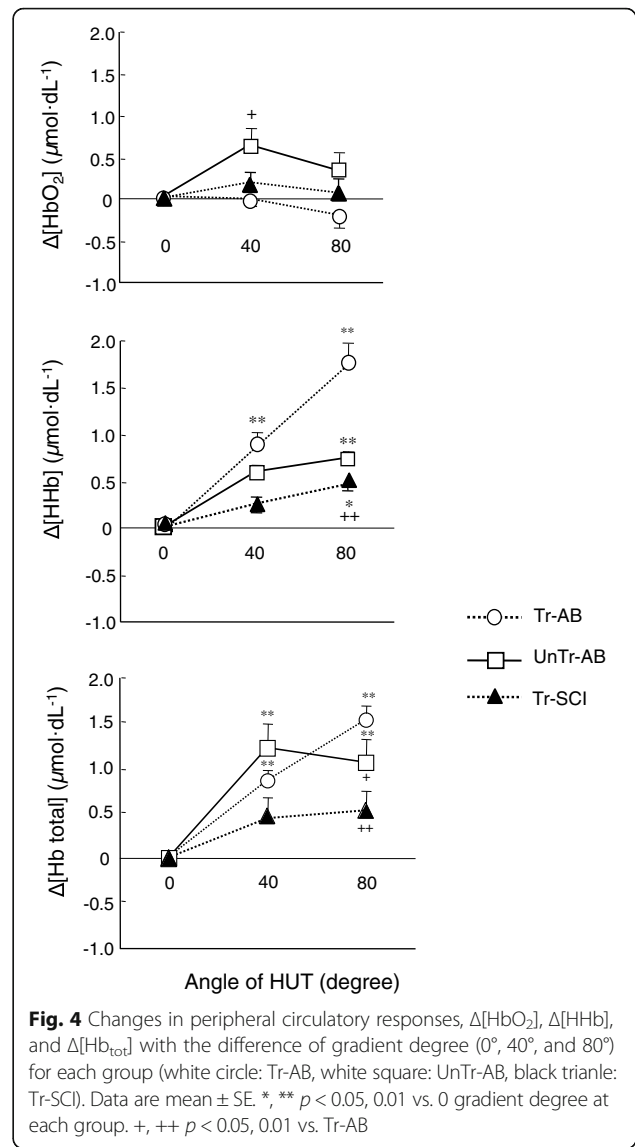 2.0
1.5
1.0
0.5
0
-0.5
-1.0
Δ[HbO₂] (μmol·dL⁻¹)
+
0 40 80
2.0
1.5
1.0
0.5
0
-0.5
-1.0
Δ[HHb] (μmol·dL⁻¹)
**
**
**
*
++
0 40 80
Tr-AB
UnTr-AB
Tr-SCI
2.0
1.5
1.0
0.5
0
-0.5
-1.0
Δ[Hb total] (μmol·dL⁻¹)
**
**
**
**
+
++
0 40 80
Angle of HUT (degree)
Fig. 4 Changes in peripheral circulatory responses, Δ[HbO₂], Δ[HHb],
and Δ[Hbtot] with the difference of gradient degree (0°, 40°, and 80°)
for each group (white circle: Tr-AB, white square: UnTr-AB, black trianle:
Tr-SCI). Data are mean ± SE. *, ** p < 0.05, 0.01 vs. 0 gradient degree at
each group. +, ++ p < 0.05, 0.01 vs. Tr-AB